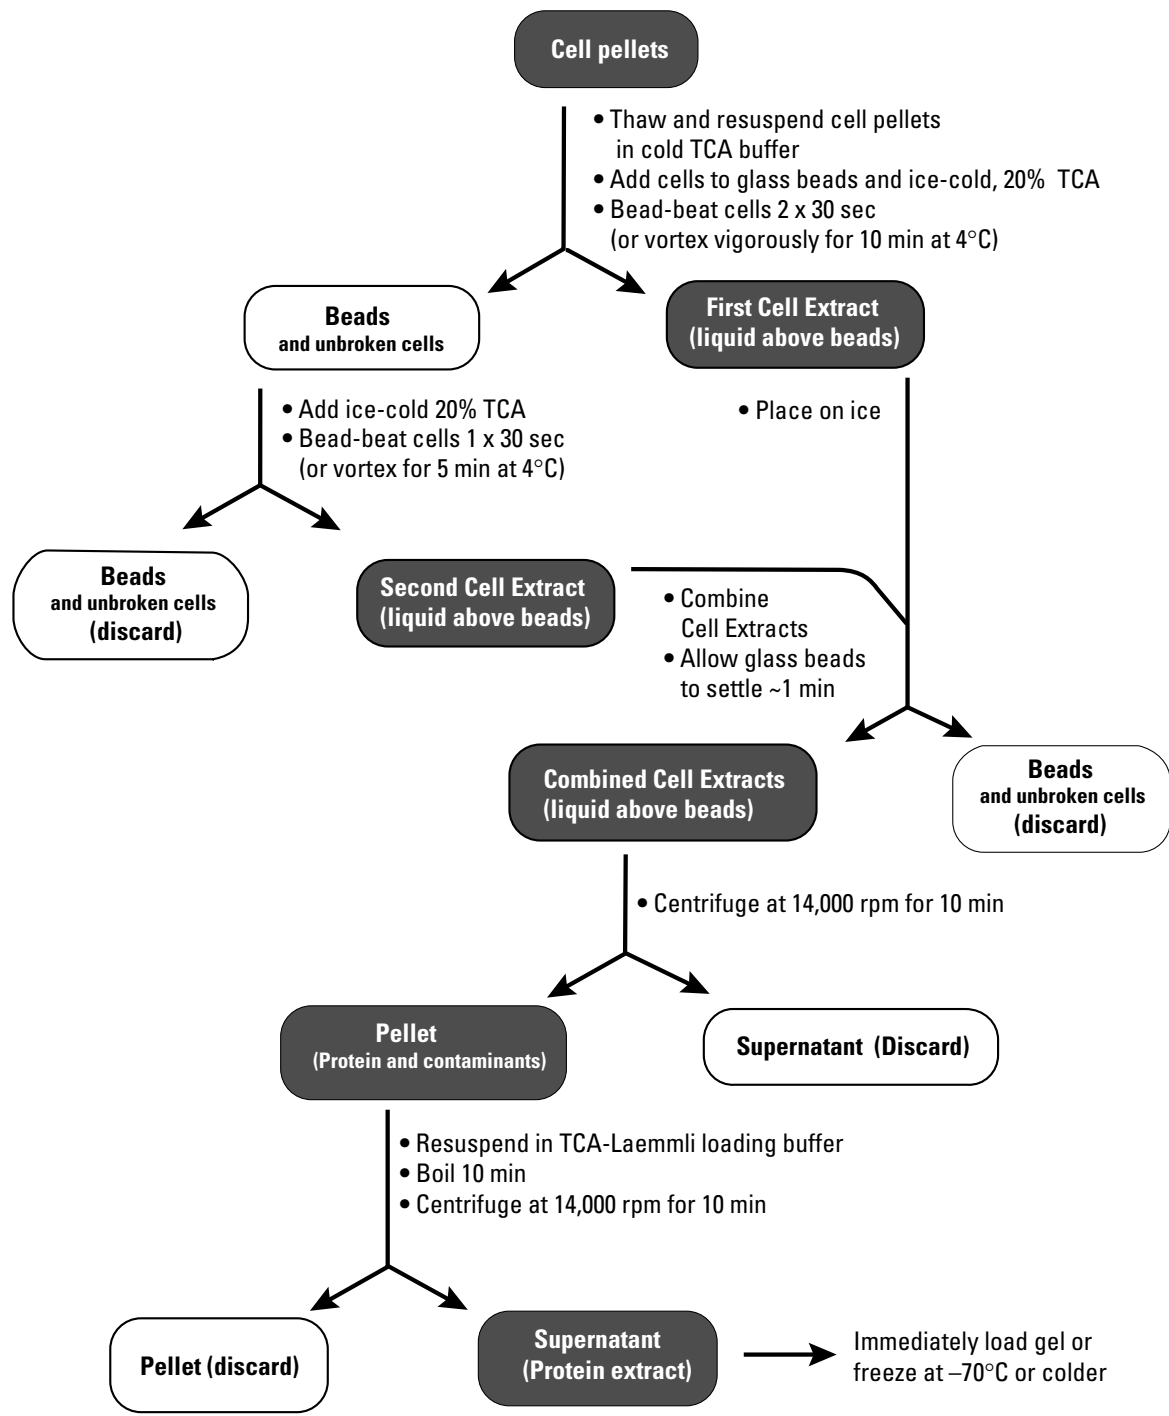 Cell pellets
• Thaw and resuspend cell pellets
in cold TCA buffer
• Add cells to glass beads and ice-cold, 20% TCA
• Bead-beat cells 2 x 30 sec
(or vortex vigorously for 10 min at 4°C)
Beads
and unbroken cells
First Cell Extract
(liquid above beads)
• Add ice-cold 20% TCA
• Bead-beat cells 1 x 30 sec
(or vortex for 5 min at 4°C)
• Place on ice
Beads
and unbroken cells
(discard)
Second Cell Extract
(liquid above beads)
• Combine
Cell Extracts
• Allow glass beads
to settle ~1 min
Combined Cell Extracts
(liquid above beads)
Beads
and unbroken cells
(discard)
• Centrifuge at 14,000 rpm for 10 min
Pellet
(Protein and contaminants)
Supernatant (Discard)
• Resuspend in TCA-Laemmli loading buffer
• Boil 10 min
• Centrifuge at 14,000 rpm for 10 min
Pellet (discard)
Supernatant
(Protein extract)
Immediately load gel or
freeze at –70°C or colder